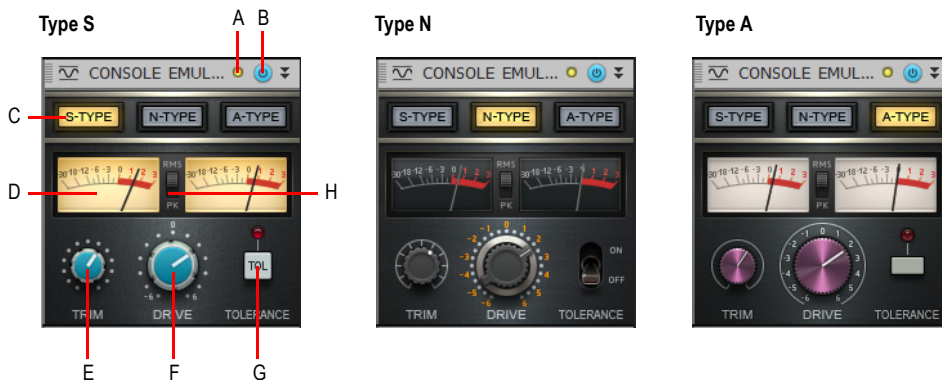 A B
Type S Type N Type A
CONSOLE EMUL... CONSOLE EMUL... CONSOLE EMUL...
C S-TYPE N-TYPE A-TYPE S-TYPE N-TYPE A-TYPE S-TYPE N-TYPE A-TYPE
RMS RMS RMS
30 18 12 -6 -3 0 1 2 3 30 18 12 -6 -3 0 1 2 3 30 18 12 -6 -3 0 1 2 3 30 18 12 -6 -3 0 1 2 3 30 18 12 -6 -3 0 1 2 3 30 18 12 -6 -3 0 1 2 3
D H
PK PK PK
0 -1 0 1 -1 0 1
-2 2 -2 2
TOL -3 3 ON -3 3
-4 4 OFF -4 4
-6 6 -5 5 -5 5
-6 6 -6 6
TRIM DRIVE TOLERANCE TRIM DRIVE TOLERANCE TRIM DRIVE TOLERANCE
E F G